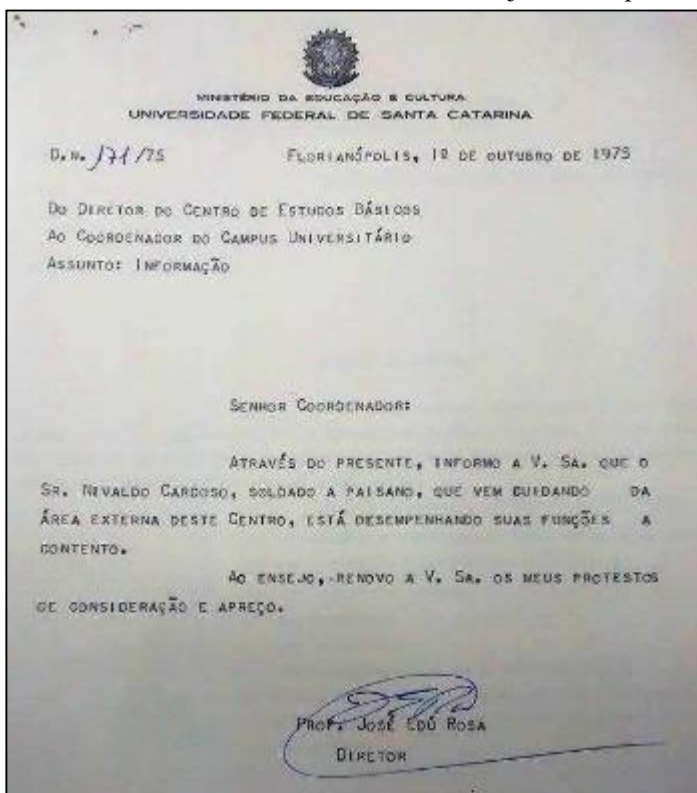 MINISTÉRIO DA EDUCAÇÃO E CULTURA
UNIVERSIDADE FEDERAL DE SANTA CATARINA
D.N. 171/75 FLORIANÓPOLIS, 1º DE OUTUBRO DE 1975
DO DIRETOR DO CENTRO DE ESTUDOS BÁSICOS
AO COORDENADOR DO CAMPUS UNIVERSITÁRIO
ASSUNTO: INFORMAÇÃO
SENHOR COORDENADOR:
ATRAVÉS DO PRESENTE, INFORMO A V. SA. QUE O
SR. NIVALDO CARDOSO, SOLDADO A PAISANO, QUE VEM CUIDANDO DA
ÁREA EXTERNA DESTE CENTRO, ESTÁ DESEMPENHANDO SUAS FUNÇÕES A
CONTENTO.
AO ENSEJO, RENOVO A V. SA. OS MEUS PROTESTOS
DE CONSIDERAÇÃO E APREÇO.
PROF. JOSÉ EDÚ ROSA
DIRETOR